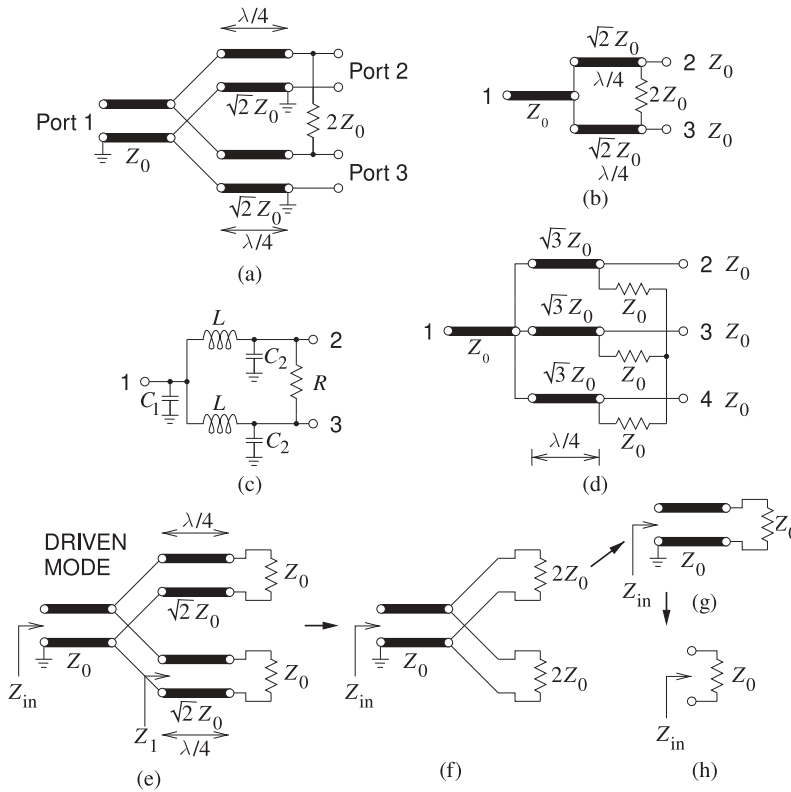 λ/4
Port 1
Z₀
√2 Z₀
2Z₀
Port 2
Port 3
√2 Z₀
λ/4
(a)
√2 Z₀
λ/4
1
Z₀
2Z₀
2 Z₀
3 Z₀
√2 Z₀
λ/4
(b)
L
1
C₁
C₂
R
2
L
C₂
3
(c)
√3 Z₀
2 Z₀
Z₀
√3 Z₀
1
Z₀
3 Z₀
Z₀
√3 Z₀
4 Z₀
Z₀
λ/4
(d)
λ/4
DRIVEN
MODE
Z₀
√2 Z₀
Z₀
Z₀
Zin
Z₁
√2 Z₀
λ/4
(e)
2Z₀
Z₀
2Z₀
Zin
(f)
Z₀
Z₀
Zin
(g)
Z₀
Zin
(h)